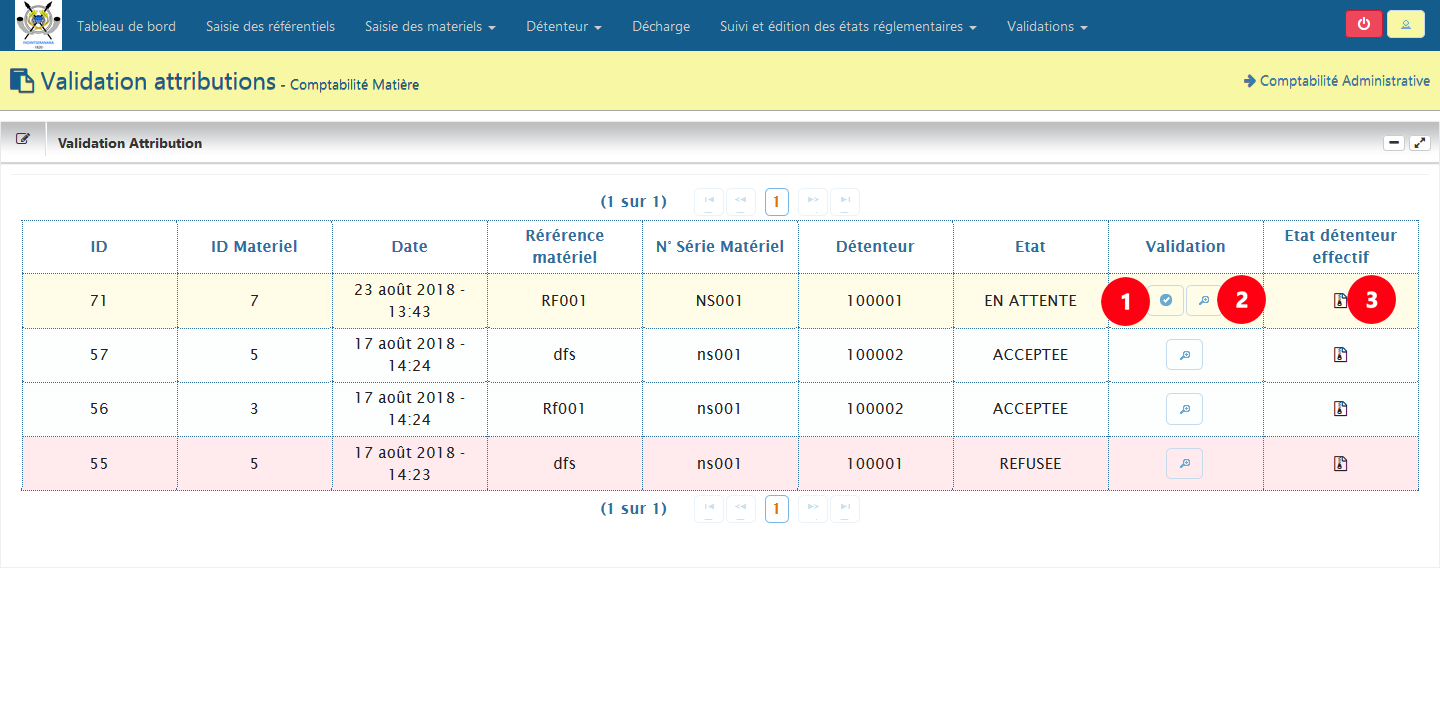 Tableau de bord
Saisie des référentiels
Saisie des materiels
Détenteur
Décharge
Suivi et édition des états réglementaires
Validations
Validation attributions - Comptabilité Matière
Comptabilité Administrative
Validation Attribution
(1 sur 1) 1
ID
ID Materiel
Date
Rérérence
matériel
N° Série Matériel
Détenteur
Etat
Validation
Etat détenteur
effectif
71
7
23 août 2018 -
13:43
RF001
NS001
100001
EN ATTENTE
1
2
3
57
5
17 août 2018 -
14:24
dfs
ns001
100002
ACCEPTEE
56
3
17 août 2018 -
14:24
Rf001
ns001
100002
ACCEPTEE
55
5
17 août 2018 -
14:23
dfs
ns001
100001
REFUSEE
(1 sur 1) 1